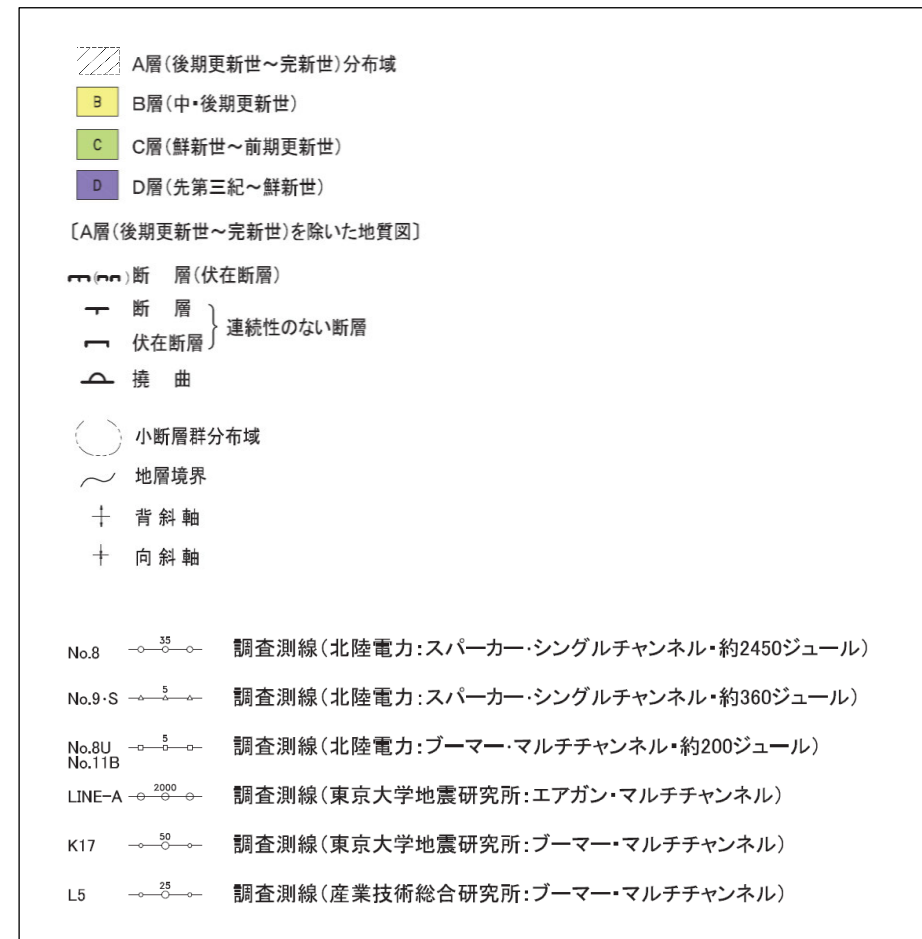 A層(後期更新世～完新世)分布域
B B層(中・後期更新世)
C C層(鮮新世～前期更新世)
D D層(先第三紀～鮮新世)
〔A層(後期更新世～完新世)を除いた地質図〕
( )断 層(伏在断層)
断 層
連続性のない断層
伏在断層
撓 曲
小断層群分布域
地層境界
背斜軸
向斜軸
No.8 35 調査測線(北陸電力:スパーカー・シングルチャンネル・約2450ジュール)
No.9・S 5 調査測線(北陸電力:スパーカー・シングルチャンネル・約360ジュール)
No.8U 5 調査測線(北陸電力:ブーマー・マルチチャンネル・約200ジュール)
No.11B
LINE-A 2000 調査測線(東京大学地震研究所:エアガン・マルチチャンネル)
K17 50 調査測線(東京大学地震研究所:ブーマー・マルチチャンネル)
L5 25 調査測線(産業技術総合研究所:ブーマー・マルチチャンネル)